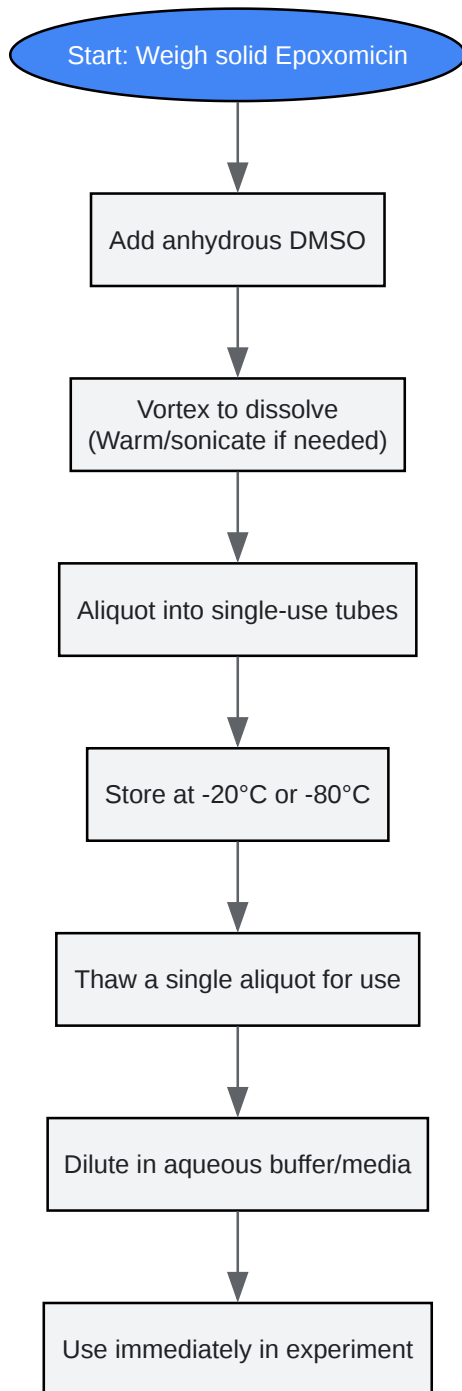 Start: Weigh solid Epoxomicin
Add anhydrous DMSO
Vortex to dissolve
(Warm/sonicate if needed)
Aliquot into single-use tubes
Store at -20°C or -80°C
Thaw a single aliquot for use
Dilute in aqueous buffer/media
Use immediately in experiment